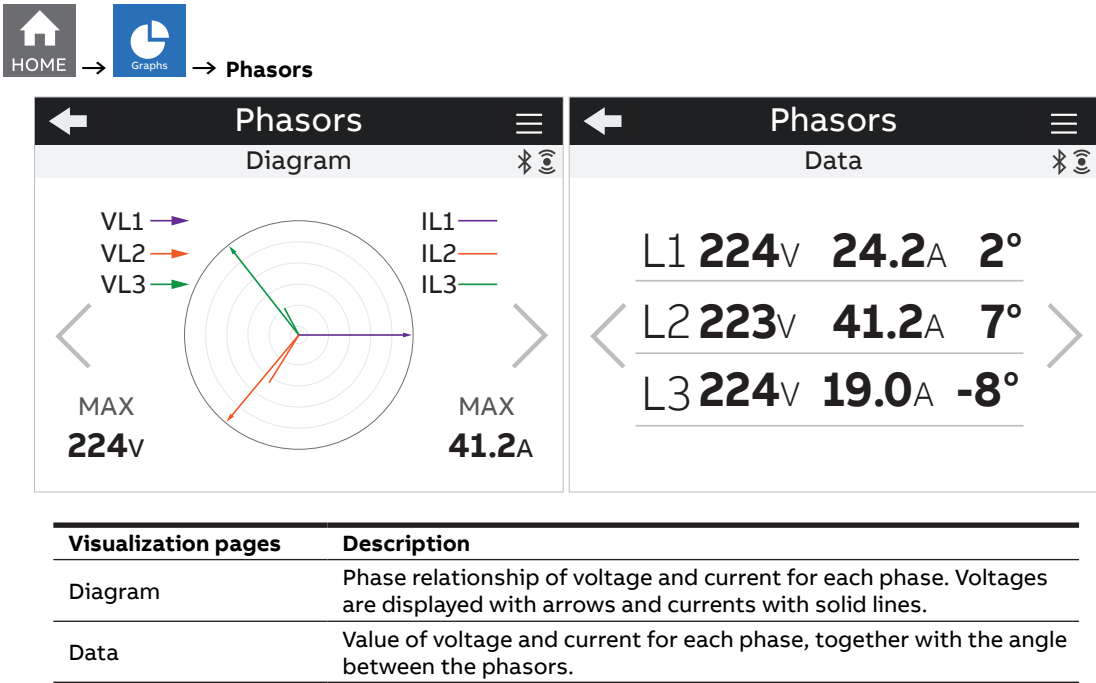 HOME → Graphs → Phasors
Phasors
Diagram
VL1 IL1
VL2 IL2
VL3 IL3
MAX MAX
224V 41.2A
Phasors
Data
L1 224V 24.2A 2°
L2 223V 41.2A 7°
L3 224V 19.0A -8°
Visualization pages Description
Diagram
Phase relationship of voltage and current for each phase. Voltages
are displayed with arrows and currents with solid lines.
Data
Value of voltage and current for each phase, together with the angle
between the phasors.